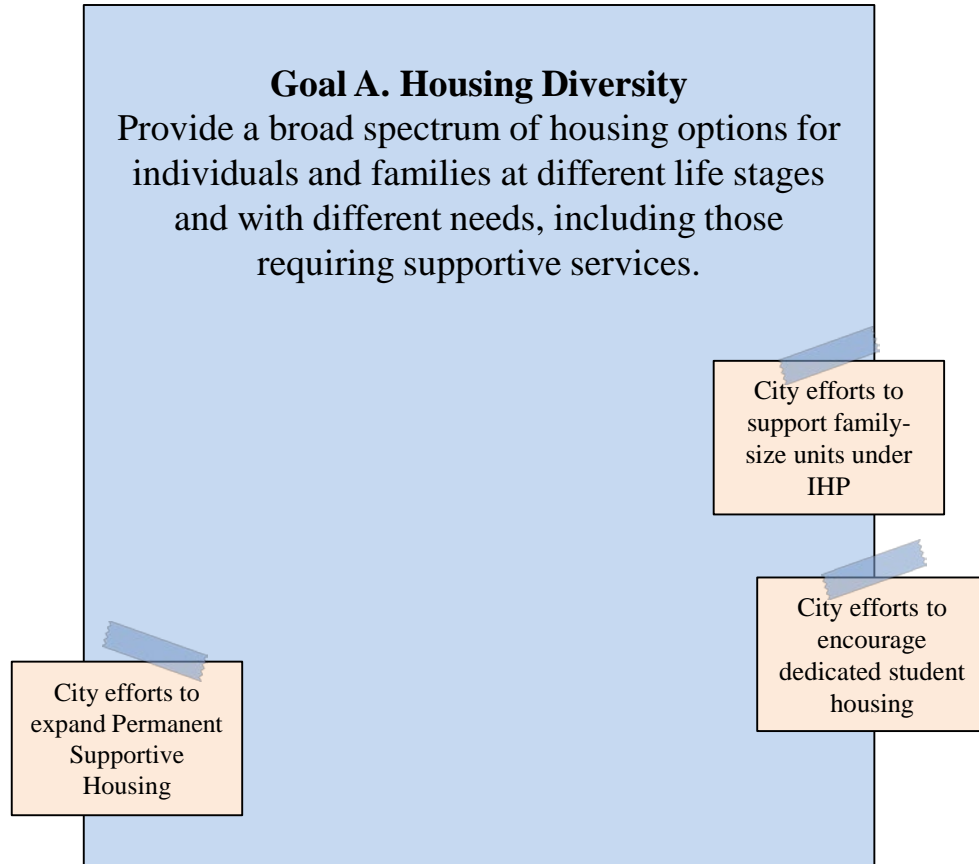 Goal A. Housing Diversity
Provide a broad spectrum of housing options for
individuals and families at different life stages
and with different needs, including those
requiring supportive services.
City efforts to
support family-
size units under
IHP
City efforts to
encourage
dedicated student
housing
City efforts to
expand Permanent
Supportive
Housing